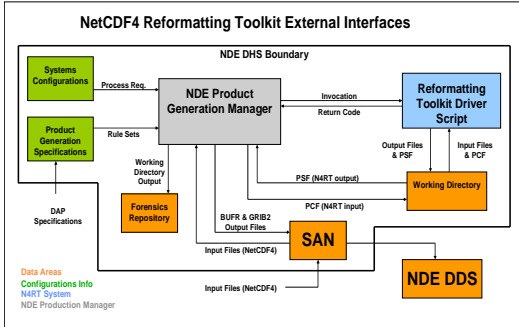 NetCDF4 Reformatting Toolkit External Interfaces
NDE DHS Boundary
Systems
Configurations
Process Req.
NDE Product
Generation Manager
Invocation
Return Code
Reformatting
Toolkit Driver
Script
Product
Generation
Specifications
Rule Sets
Output Files
& PSF
Input Files
& PCF
Working
Directory
Output
PSF (N4RT output)
Working Directory
PCF (N4RT input)
DAP
Specifications
Forensics
Repository
BUFR & GRIB2
Output Files
SAN
Input Files (NetCDF4)
NDE DDS
Data Areas
Configurations Info
N4RT System
NDE Production Manager
Input Files (NetCDF4)